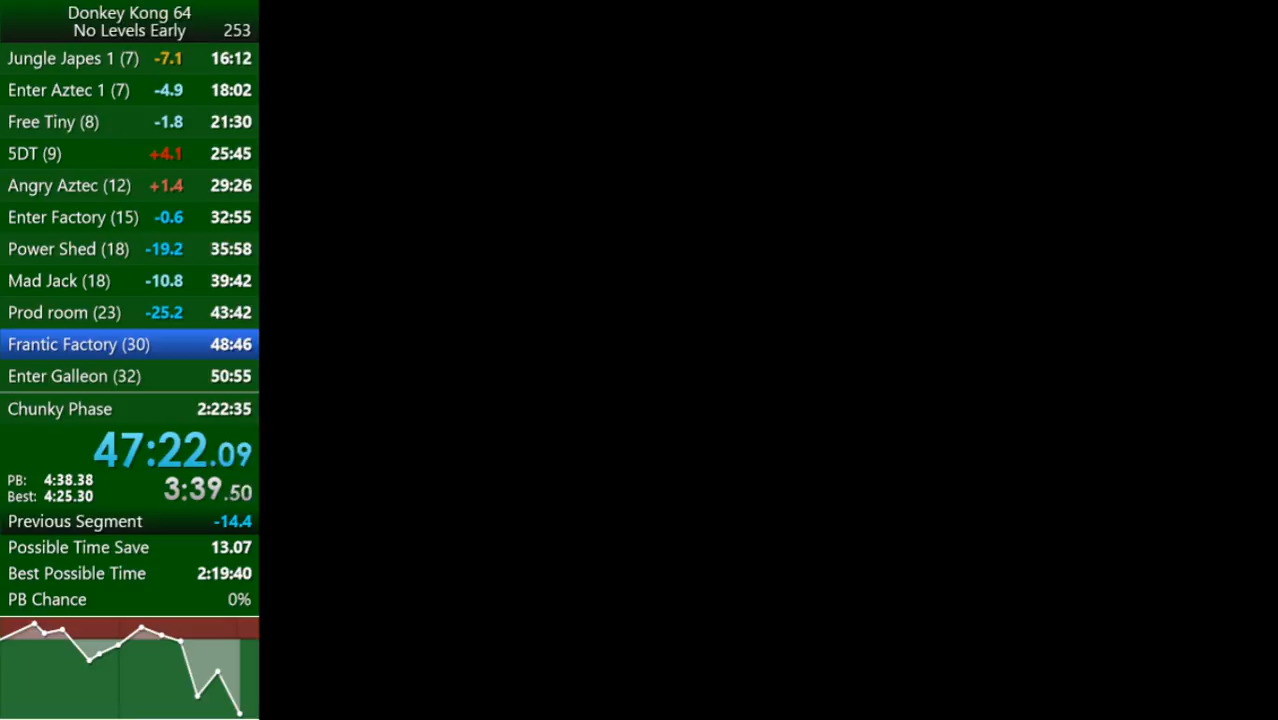 Donkey Kong 64
No Levels Early 253
Jungle Japes 1 (7) -7.1 16:12
Enter Aztec 1 (7) -4.9 18:02
Free Tiny (8) -1.8 21:30
5DT (9) +4.1 25:45
Angry Aztec (12) +1.4 29:26
Enter Factory (15) -0.6 32:55
Power Shed (18) -19.2 35:58
Mad Jack (18) -10.8 39:42
Prod room (23) -25.2 43:42
Frantic Factory (30) 48:46
Enter Galleon (32) 50:55
Chunky Phase 2:22:35
47:22.09
PB: 4:38.38
Best: 4:25.30 3:39.50
Previous Segment -14.4
Possible Time Save 13.07
Best Possible Time 2:19:40
PB Chance 0%